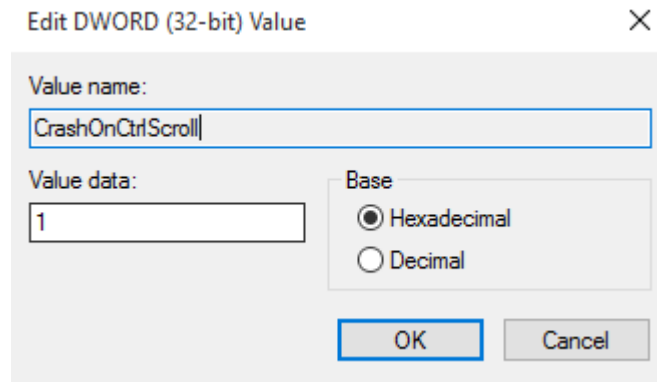 Edit DWORD (32-bit) Value
Value name:
CrashOnCtrlScroll
Value data:
1
Base
Hexadecimal
Decimal
OK
Cancel